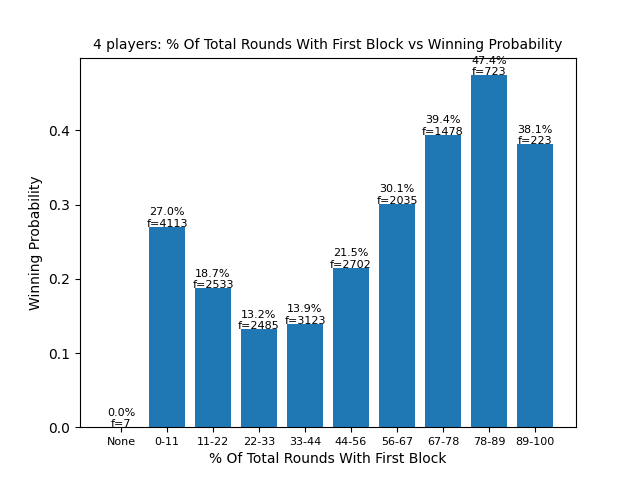 4 players: % Of Total Rounds With First Block vs Winning Probability
47.4%
f=723
39.4%
f=1478
38.1%
f=223
0.4
30.1%
f=2035
0.3
27.0%
f=4113
21.5%
f=2702
18.7%
f=2533
0.2
13.9%
f=3123
13.2%
f=2485
0.1
0.0%
f=7
0.0
Winning Probability
None 0-11 11-22 22-33 33-44 44-56 56-67 67-78 78-89 89-100
% Of Total Rounds With First Block